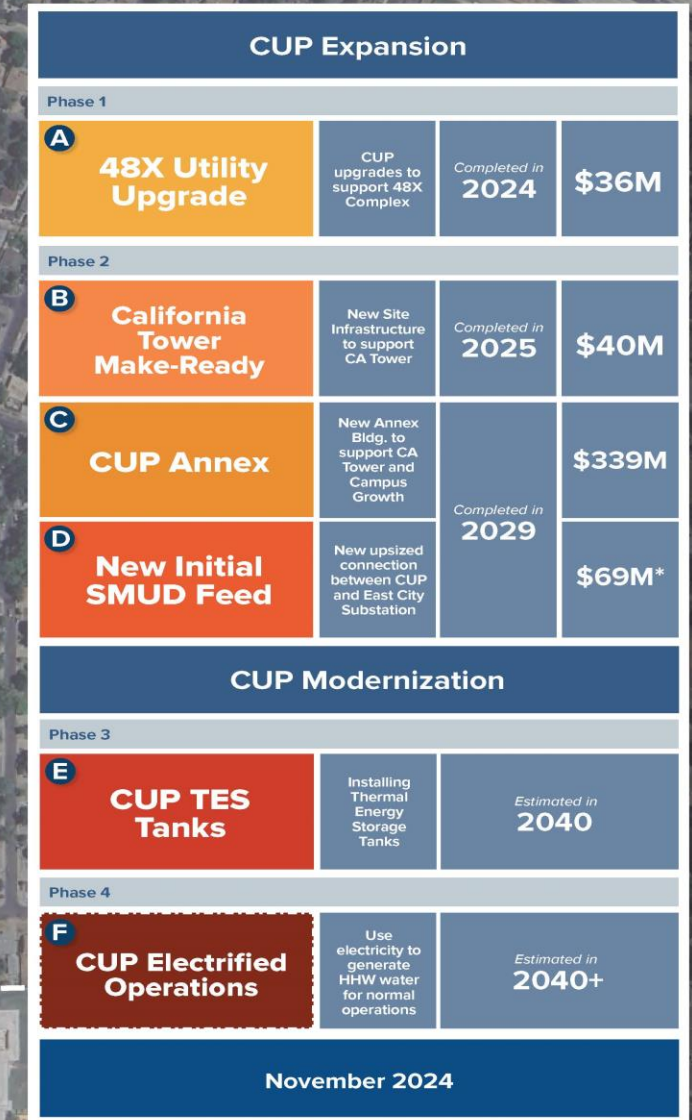 CUP Expansion
Phase 1
A
48X Utility
Upgrade
CUP
upgrades to
support 48X
Complex
Completed in
2024
$36M
Phase 2
B
California
Tower
Make-Ready
New Site
Infrastructure
to support
CA Tower
Completed in
2025
$40M
C
CUP Annex
New Annex
Bldg. to
support CA
Tower and
Campus
Growth
Completed in
2029
$339M
D
New Initial
SMUD Feed
New upsized
connection
between CUP
and East City
Substation
$69M*
CUP Modernization
Phase 3
E
CUP TES
Tanks
Installing
Thermal
Energy
Storage
Tanks
Estimated in
2040
Phase 4
F
CUP Electrified
Operations
Use
electricity to
generate
HHW water
for normal
operations
Estimated in
2040+
November 2024